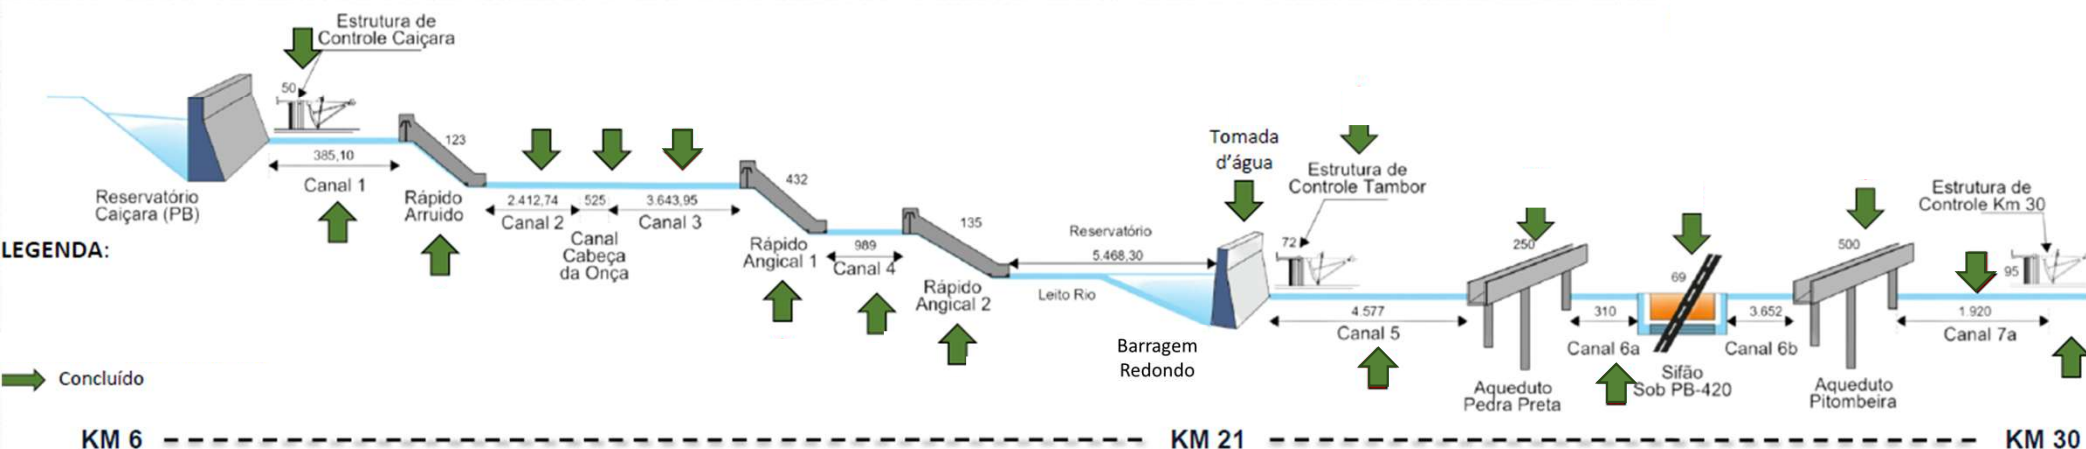 Estrutura de
Controle Caiçara
50
385,10
Canal 1
Reservatório
Caiçara (PB)
123
Rápido
Arruido
2.412,74
525
3.643,95
Canal 2
Canal
Cabeça
da Onça
Canal 3
432
Rápido
Angical 1
989
Canal 4
135
Rápido
Angical 2
Reservatório
5.468,30
Leito Rio
Tomada
d'água
Barragem
Redondo
Estrutura de
Controle Tambor
72
4.577
Canal 5
250
Aqueduto
Pedra Preta
310
Canal 6a
69
Sifão
Sob PB-420
3.652
Canal 6b
500
Aqueduto
Pitombeira
Estrutura de
Controle Km 30
95
1.920
Canal 7a
LEGENDA:
Concluído
KM 6
KM 21
KM 30